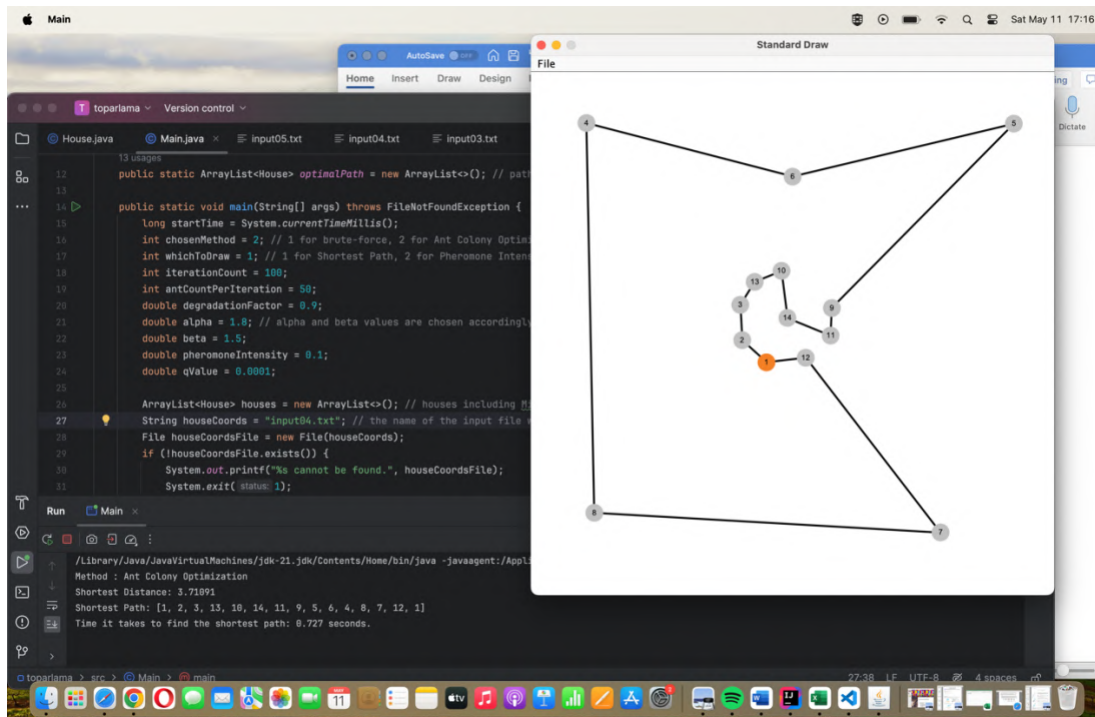 Main
Sat May 11 17:16
AutoSave OFF
Home Insert Draw Design
ing
Dictate
Standard Draw
File
4
5
6
10
13
3
9
14
11
2
12
1
8
7
T toparlama Version control
House.java Main.java × input05.txt input04.txt input03.txt
13 usages
12 public static ArrayList<House> optimalPath = new ArrayList<>(); // path
13
14 public static void main(String[] args) throws FileNotFoundException {
15 long startTime = System.currentTimeMillis();
16 int chosenMethod = 2; // 1 for brute-force, 2 for Ant Colony Optimi
17 int whichToDraw = 1; // 1 for Shortest Path, 2 for Pheromone Inten
18 int iterationCount = 100;
19 int antCountPerIteration = 50;
20 double degradationFactor = 0.9;
21 double alpha = 1.8; // alpha and beta values are chosen accordingly
22 double beta = 1.5;
23 double pheromoneIntensity = 0.1;
24 double qValue = 0.0001;
25
26 ArrayList<House> houses = new ArrayList<>(); // houses including Mi
27 String houseCoords = "input04.txt"; // the name of the input file w
28 File houseCoordsFile = new File(houseCoords);
29 if (!houseCoordsFile.exists()) {
30 System.out.printf("%s cannot be found.", houseCoordsFile);
31 System.exit( status: 1);
Run Main ×
/Library/Java/JavaVirtualMachines/jdk-21.jdk/Contents/Home/bin/java -javaagent:/Appli
Method : Ant Colony Optimization
Shortest Distance: 3.71091
Shortest Path: [1, 2, 3, 13, 10, 14, 11, 9, 5, 6, 4, 8, 7, 12, 1]
Time it takes to find the shortest path: 0.727 seconds.
toparlama > src > Main > main
27:38 LF UTF-8 4 spaces
11
tv